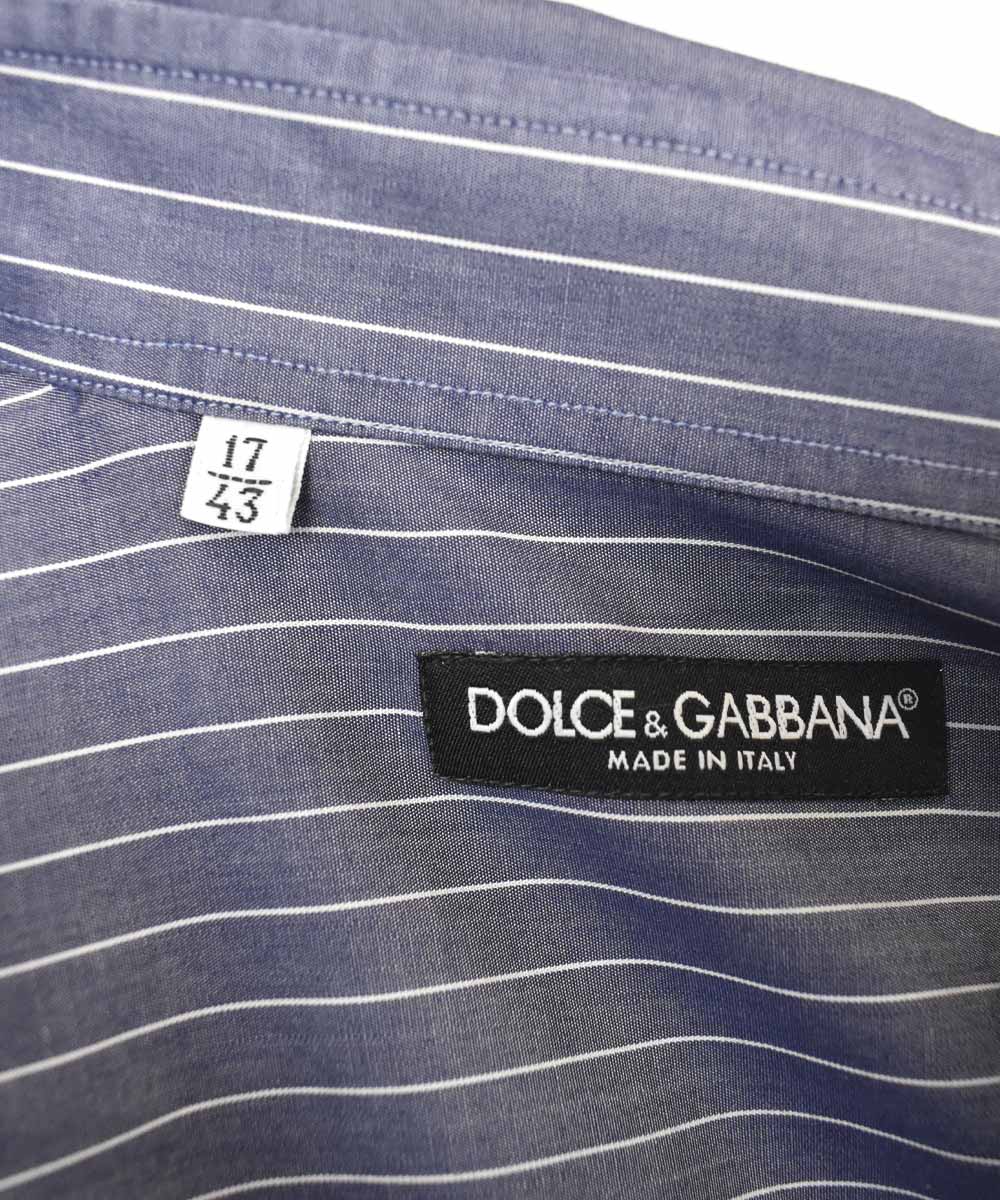 17
43
DOLCE & GABBANA®
MADE IN ITALY